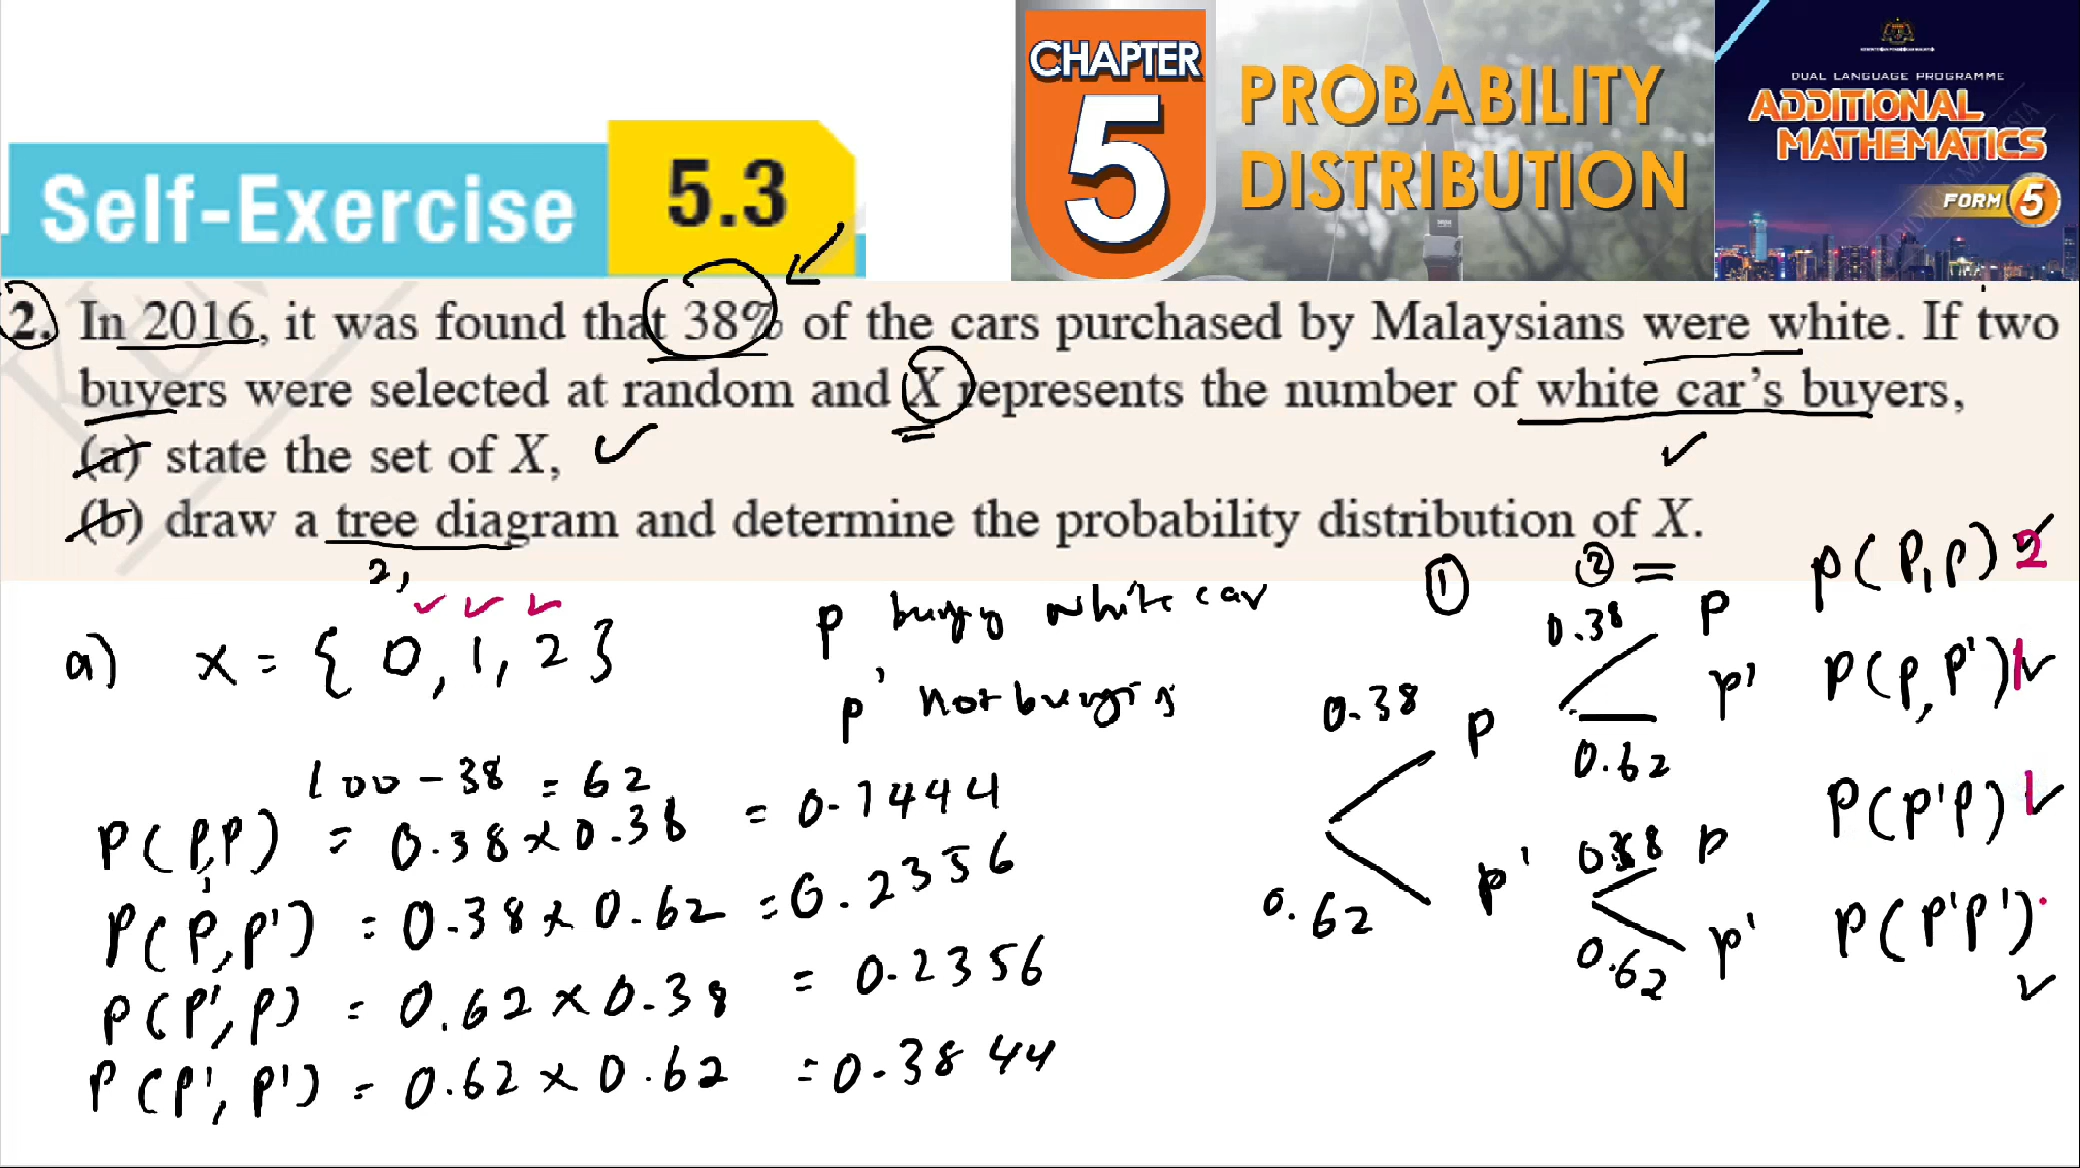 CHAPTER
5
PROBABILITY
DISTRIBUTION
DUAL LANGUAGE PROGRAMME
ADDITIONAL
MATHEMATICS
FORM 5
Self-Exercise 5.3
2. In 2016, it was found that 38% of the cars purchased by Malaysians were white. If two
buyers were selected at random and X represents the number of white car's buyers,
(a) state the set of X,
(b) draw a tree diagram and determine the probability distribution of X.
2,
a) x = { 0, 1, 2 }
p white car
p' not
100 - 38 = 62
P(P,P) = 0.38 x 0.38 = 0.1444
P(P,P') = 0.38 x 0.62 = 0.2356
P(P',P) = 0.62 x 0.38 = 0.2356
P(P',P') = 0.62 x 0.62 = 0.3844
1 2 =
0.38 P P(P,P) 2
0.38 P P' P(P,P') 1
0.62
P(P'P) 1
0.62 P' 0.38 P
0.62 P' P(P'P')